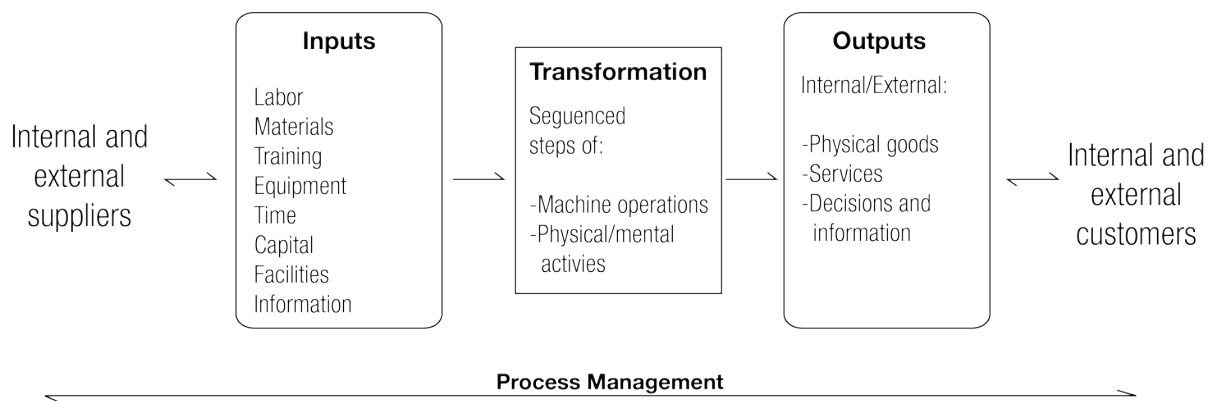 Internal and
external
suppliers
Inputs
Labor
Materials
Training
Equipment
Time
Capital
Facilities
Information
Transformation
Seguenced
steps of:
-Machine operations
-Physical/mental
activies
Outputs
Internal/External:
-Physical goods
-Services
-Decisions and
information
Internal and
external
customers
Process Management